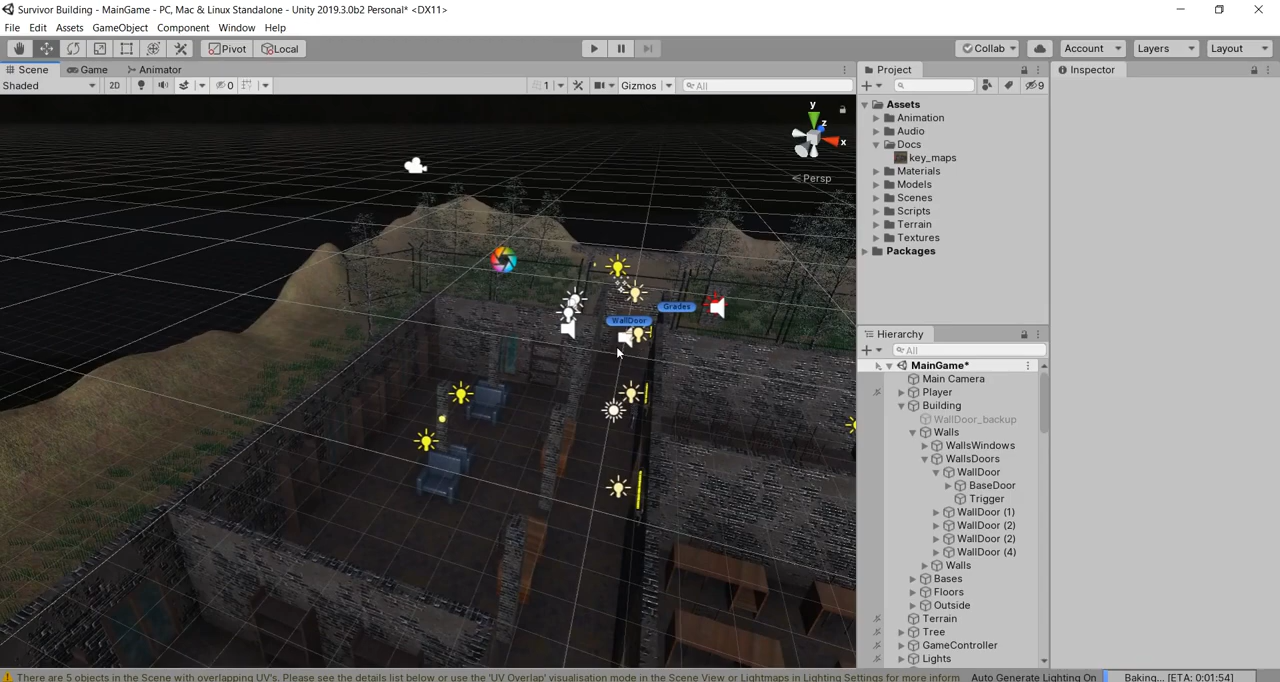 Survivor Building - MainGame - PC, Mac & Linux Standalone - Unity 2019.3.0b2 Personal* <DX11>
File Edit Assets GameObject Component Window Help
Pivot Local Collab Account Layers Layout
Scene Game Animator Project Inspector
Shaded 2D 0 1 Gizmos All 9
Assets
Animation
Audio
Docs
key_maps
Materials
Models
Scenes
Scripts
Terrain
Textures
Packages
y
z
x
Persp
Grades
WallDoor
Hierarchy
All
MainGame*
Main Camera
Player
Building
WallDoor_backup
Walls
WallsWindows
WallsDoors
WallDoor
BaseDoor
Trigger
WallDoor (1)
WallDoor (2)
WallDoor (2)
WallDoor (4)
Walls
Bases
Floors
Outside
Terrain
Tree
GameController
Lights
There are 5 objects in the Scene with overlapping UV's. Please see the details list below or use the 'UV Overlap' visualisation mode in the Scene View or Lightmaps in Lighting Settings for more inform Auto Generate Lighting On Baking... [ETA: 0:01:54]